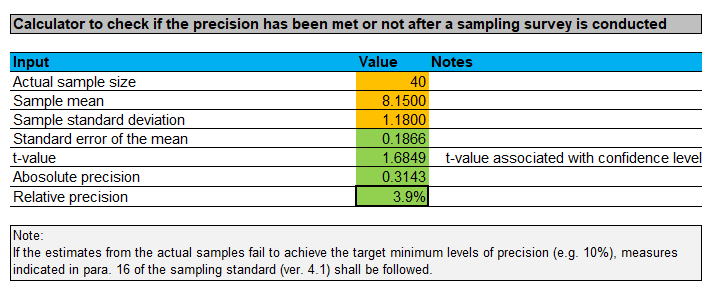 Calculator to check if the precision has been met or not after a sampling survey is conducted
Input Value Notes
Actual sample size 40
Sample mean 8.1500
Sample standard deviation 1.1800
Standard error of the mean 0.1866
t-value 1.6849 t-value associated with confidence level
Abosolute precision 0.3143
Relative precision 3.9%
Note:
If the estimates from the actual samples fail to achieve the target minimum levels of precision (e.g. 10%), measures
indicated in para. 16 of the sampling standard (ver. 4.1) shall be followed.